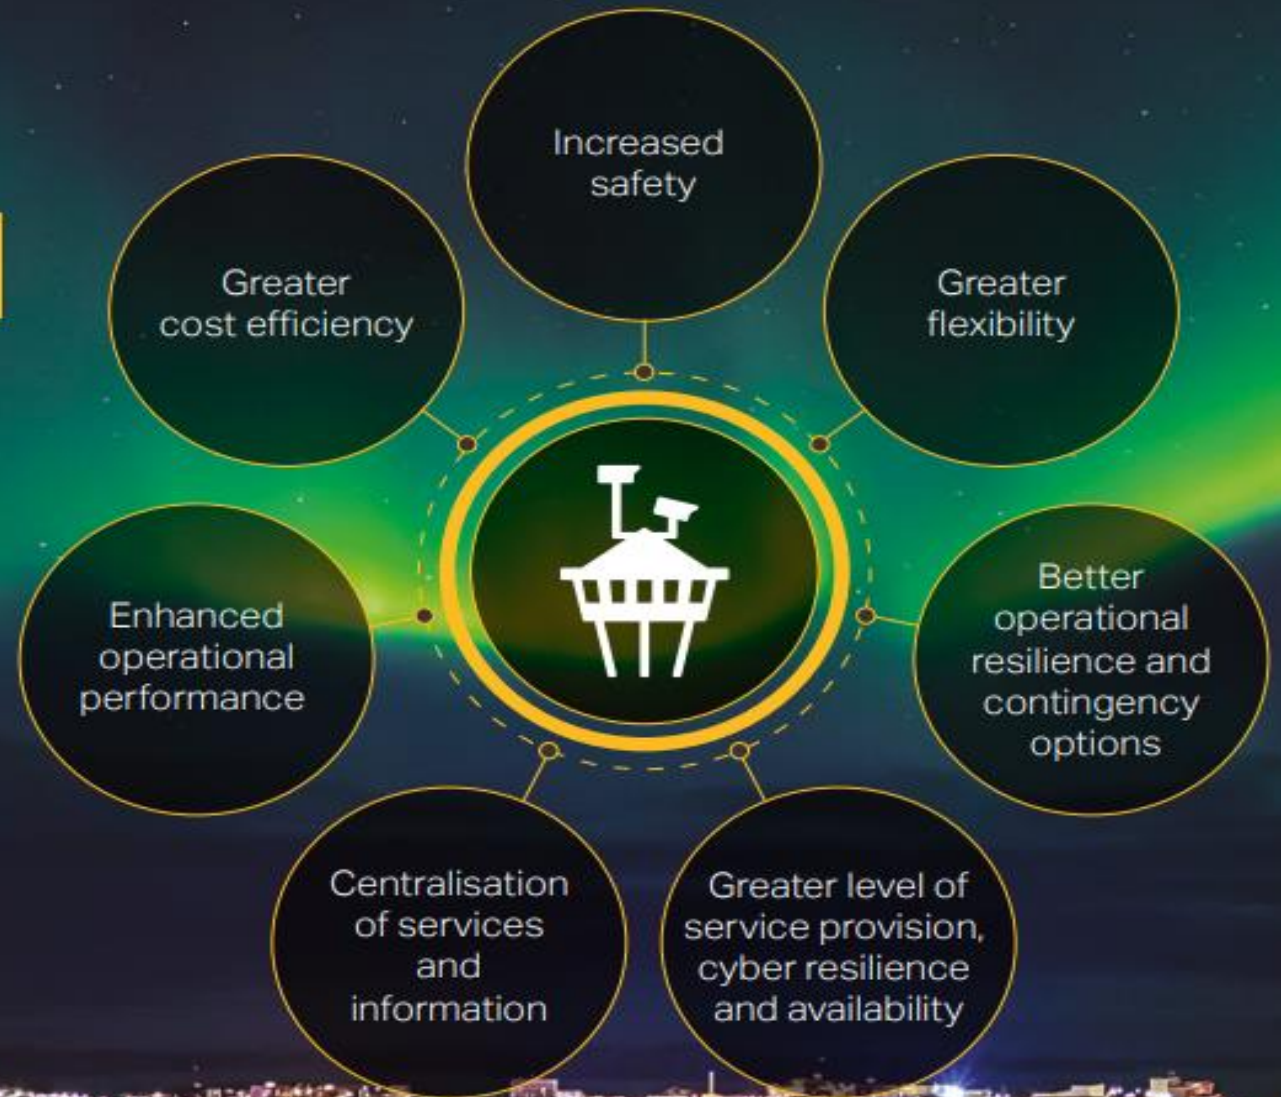 Increased
safety
Greater
flexibility
Better
operational
resilience and
contingency
options
Greater level of
service provision,
cyber resilience
and availability
Centralisation
of services
and
information
Enhanced
operational
performance
Greater
cost efficiency